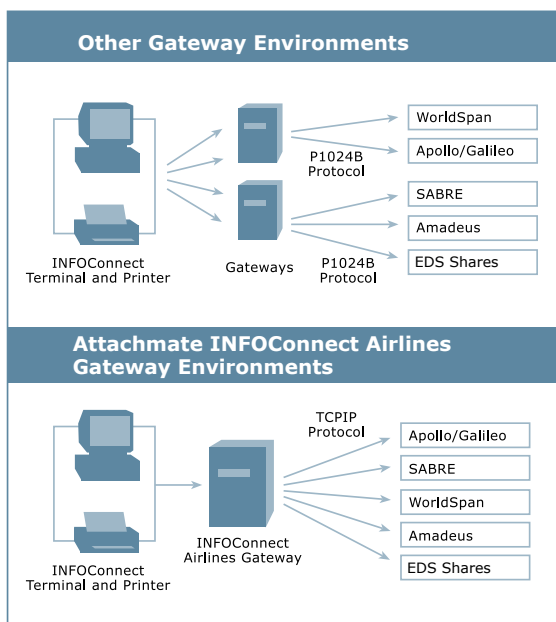 Other Gateway Environments
WorldSpan
P1024B
Protocol
Apollo/Galileo
SABRE
Amadeus
INFOConnect
Terminal and Printer
Gateways
P1024B
Protocol
EDS Shares
Attachmate INFOConnect Airlines
Gateway Environments
TCPIP
Protocol
Apollo/Galileo
SABRE
WorldSpan
Amadeus
INFOConnect
Airlines Gateway
EDS Shares
INFOConnect
Terminal and Printer